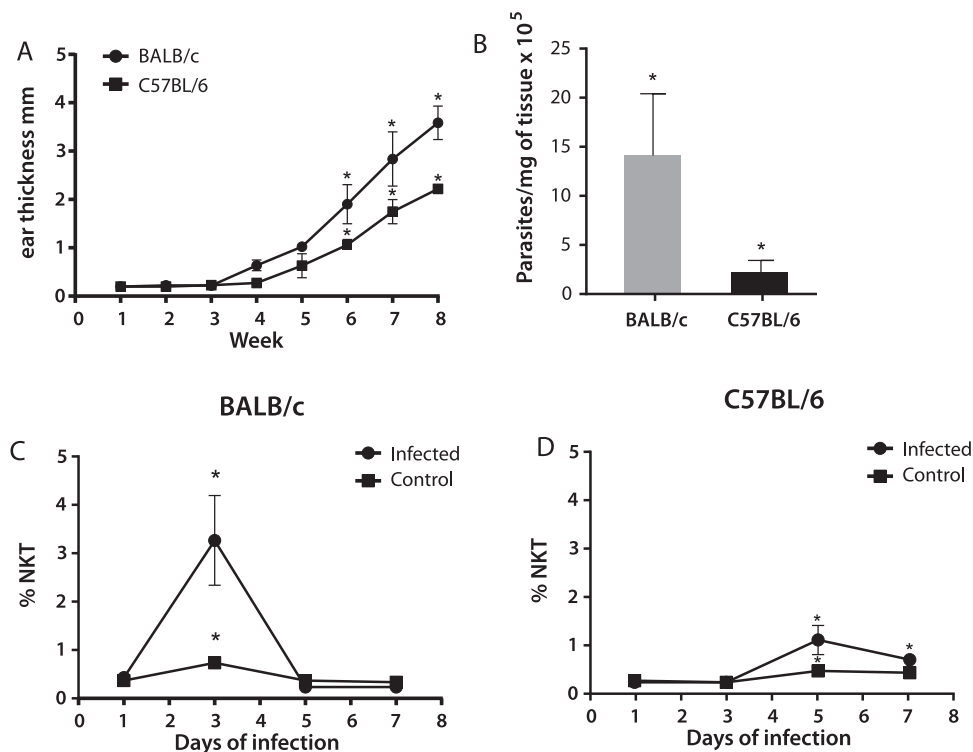 A
BALB/c
C57BL/6
ear thickness mm
5
4
3
2
1
0
* * *
* * *
0 1 2 3 4 5 6 7 8
Week
B
Parasites/mg of tissue x 10⁵
25
20
15
10
5
0
*
*
BALB/c C57BL/6
BALB/c
C
Infected
Control
% NKT
5
4
3
2
1
0
*
*
0 1 2 3 4 5 6 7 8
Days of infection
C57BL/6
D
Infected
Control
% NKT
5
4
3
2
1
0
* *
*
0 1 2 3 4 5 6 7 8
Days of infection